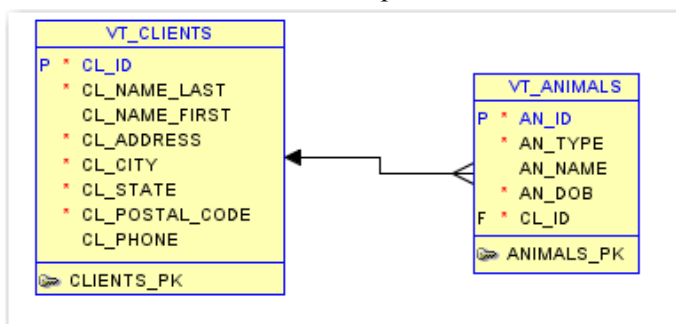 VT_CLIENTS
P * CL_ID
* CL_NAME_LAST
CL_NAME_FIRST
* CL_ADDRESS
* CL_CITY
* CL_STATE
* CL_POSTAL_CODE
CL_PHONE
CLIENTS_PK
VT_ANIMALS
P * AN_ID
* AN_TYPE
AN_NAME
* AN_DOB
F * CL_ID
ANIMALS_PK